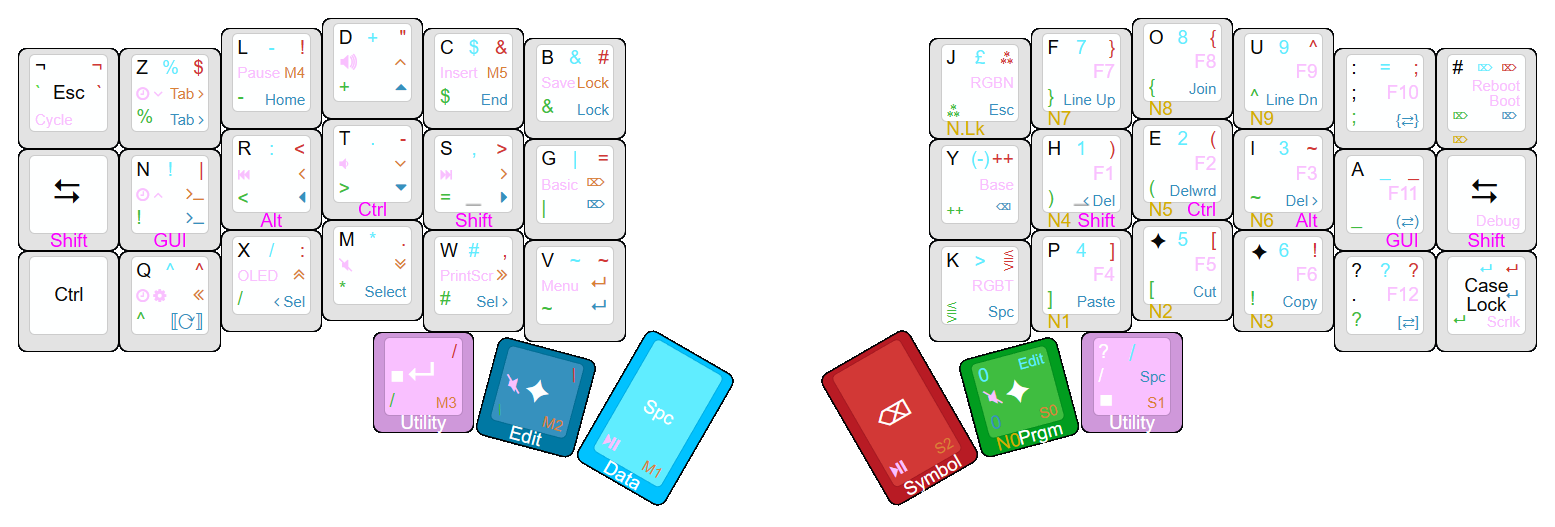 ¬ ¬
` Esc `
Cycle
Z % $
Tab >
% Tab >
L - !
Pause M4
- Home
D + "
+
C $ &
Insert M5
$ End
B & #
Save Lock
& Lock
J £ ⁂
RGBN
⁂ Esc
N.Lk
F 7 }
F7
} Line Up
N7
O 8 {
F8
{ Join
N8
U 9 ^
F9
^ Line Dn
N9
: = ;
; F10
; {⇄}
# ⌦ ⌦
Reboot
Boot
⌦ ⌦
⌦
⇆
Shift
N ! |
>_
! >_
GUI
R : <
<
<
Alt
T . -
>
Ctrl
S , >
= _
Shift
G | =
Basic ⌦
| ⌦
Y (-) ++
Base
++ ⌫
H 1 )
F1
) _< Del
N4 Shift
E 2 (
F2
( Delwrd
N5 Ctrl
I 3 ~
F3
~ Del >
N6 Alt
A _ _
F11
_ (⇄)
GUI
⇆
Debug
Shift
Ctrl
Q ^ ^
«
^ ⟦⟳⟧
X / :
OLED
/ < Sel
M * .
* Select
W # ,
PrintScr »
# Sel >
V ~ ~
Menu ↵
~ ↵
K > ⋚
RGBT
⋚ Spc
P 4 ]
F4
] Paste
N1
✦ 5 [
F5
[ Cut
N2
✦ 6 !
F6
! Copy
N3
? ? ?
. F12
? [⇄]
↵ ↵
Case
Lock ↵
↵ Scrlk
/
■ ↵
/ M3
Utility
|
✦
| M2
Edit
Spc
M1
Data
⌫
S2
Symbol
0 Edit
✦
0 S0
N0 Prgm
? /
/ Spc
■ S1
Utility